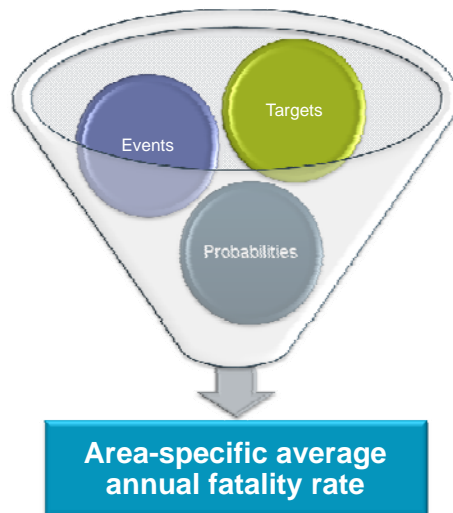 Targets
Events
Probabilities
Area-specific average
annual fatality rate